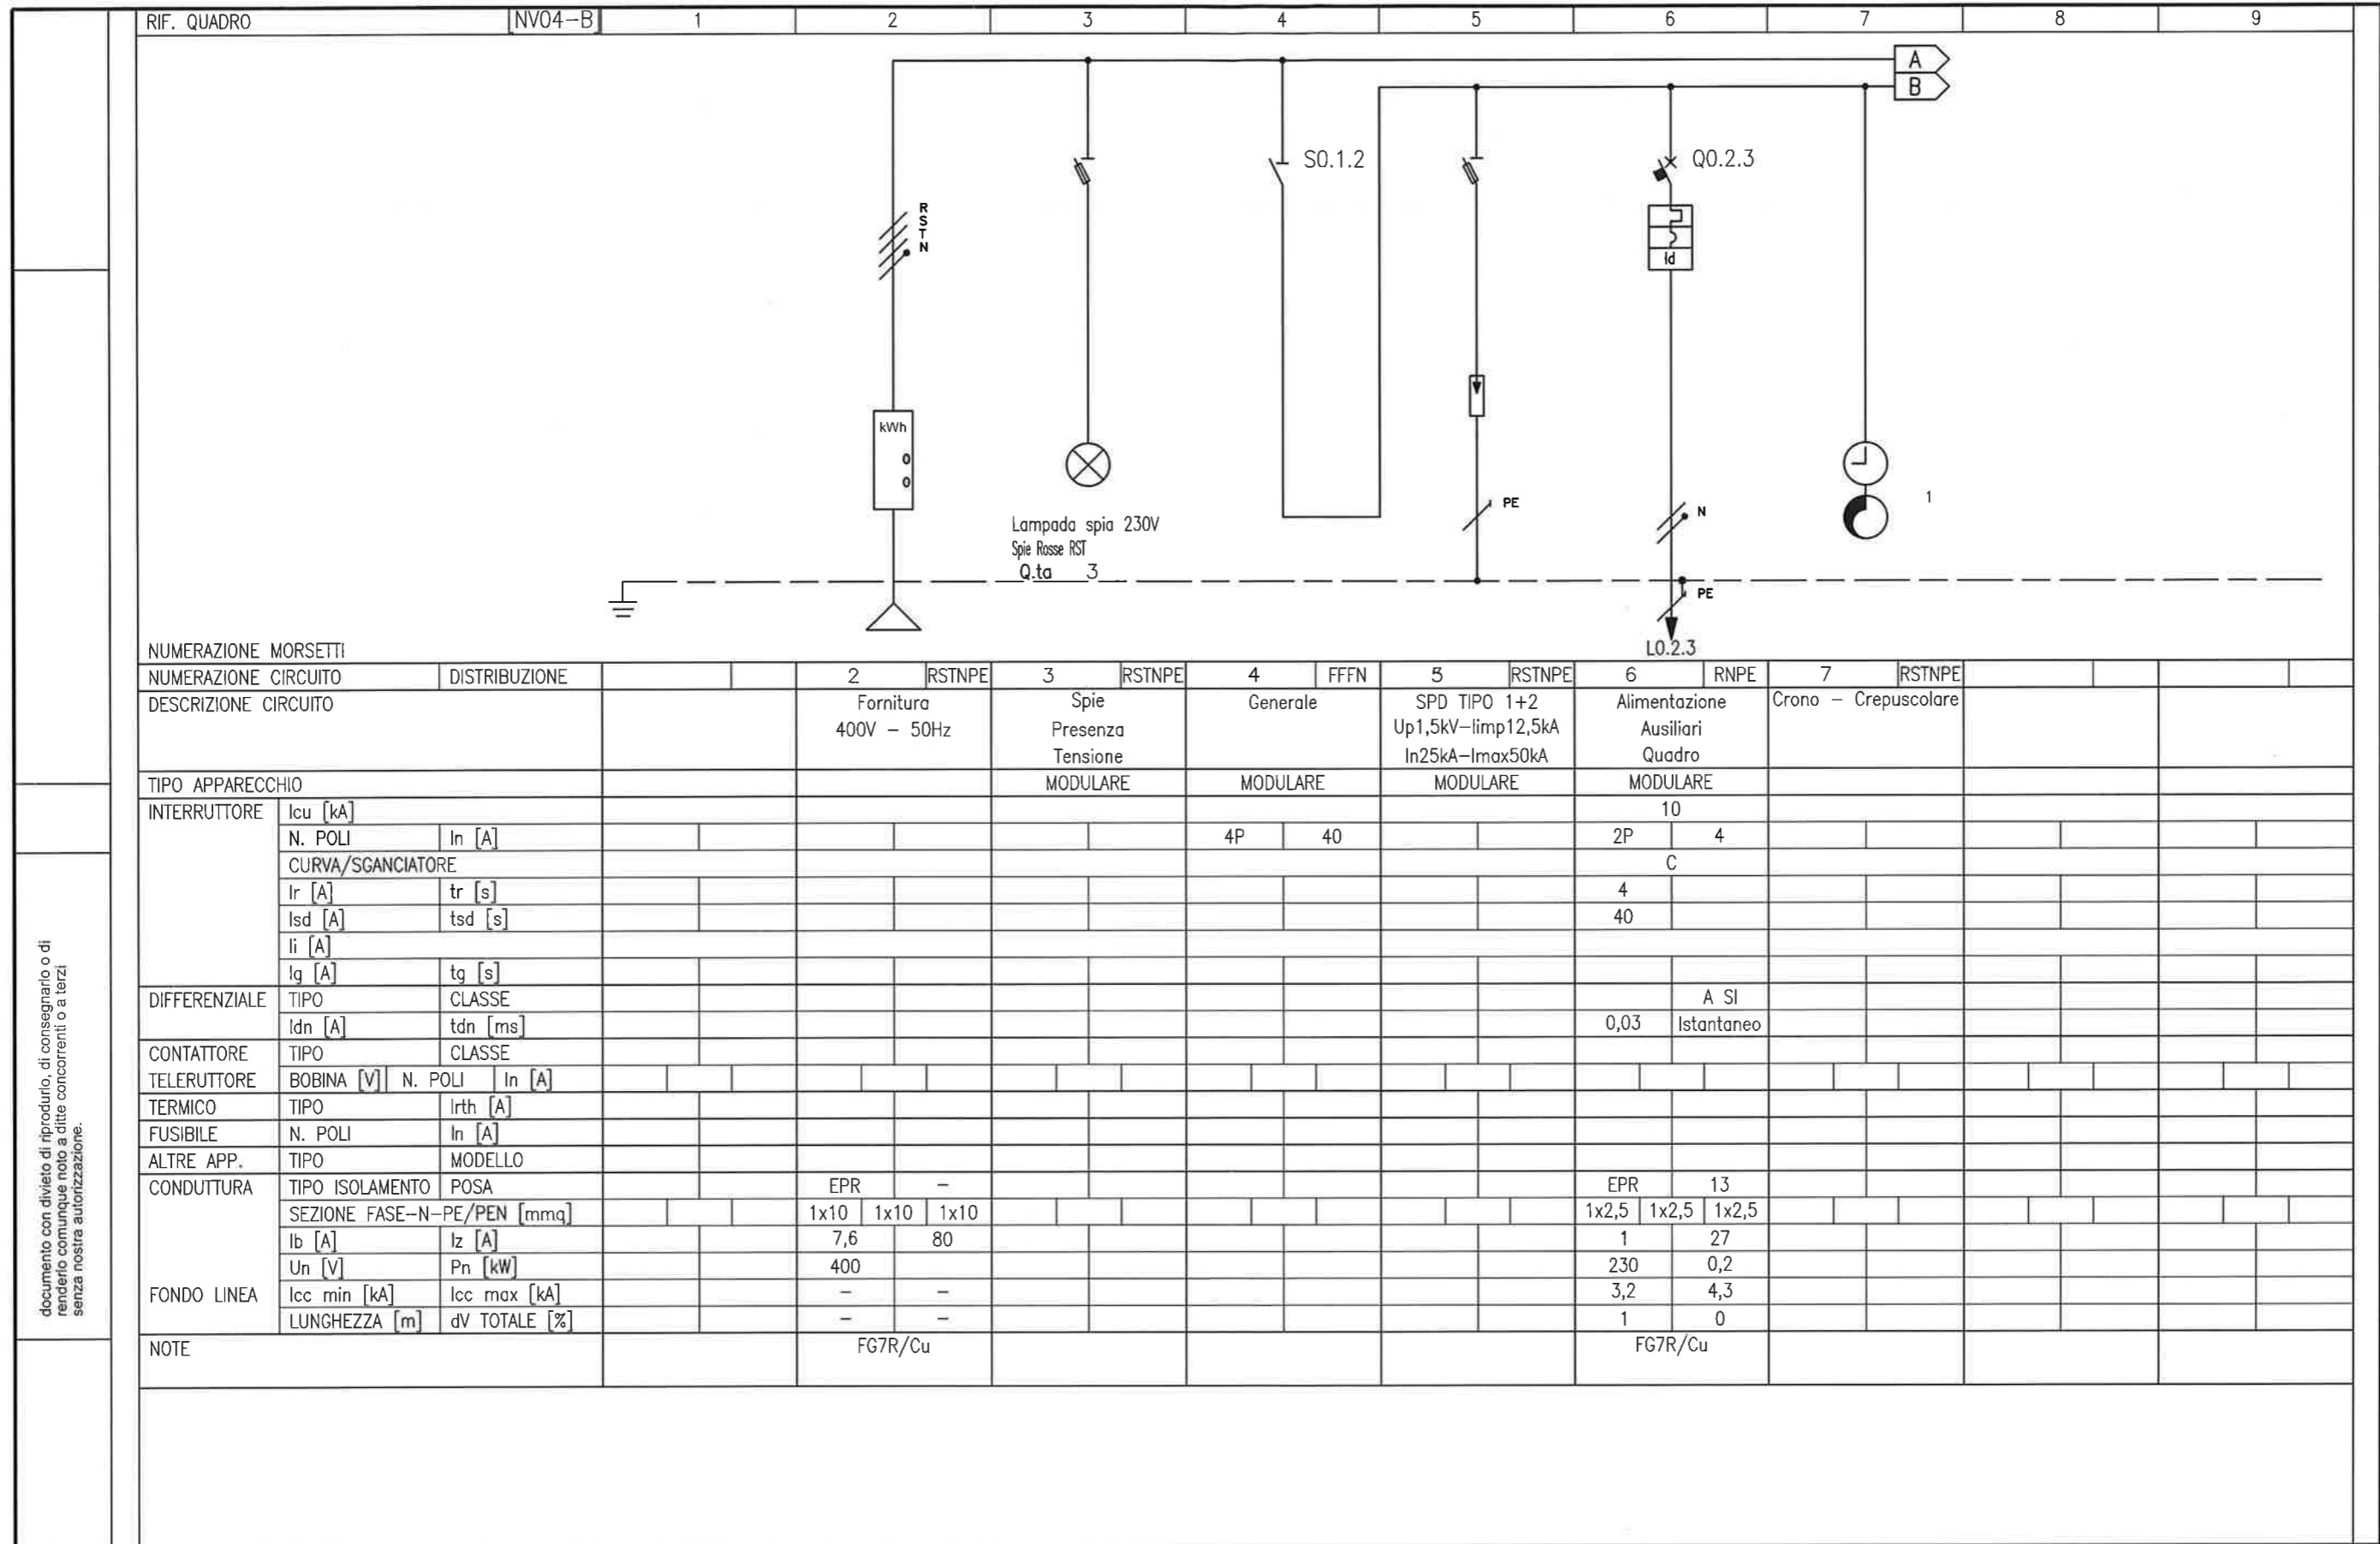 RIF. QUADRO NV04-B 1 2 3 4 5 6 7 8 9
A
B
S0.1.2
Q0.2.3
R
S
T
N
Id
kWh
PE
N
1
Lampada spia 230V
Spie Rosse RST
Q.ta 3
PE
L0.2.3
NUMERAZIONE MORSETTI
NUMERAZIONE CIRCUITO DISTRIBUZIONE 2 RSTNPE 3 RSTNPE 4 FFFN 5 RSTNPE 6 RNPE 7 RSTNPE
DESCRIZIONE CIRCUITO Fornitura Spie Generale SPD TIPO 1+2 Alimentazione Crono - Crepuscolare
400V - 50Hz Presenza Up1,5kV-Iimp12,5kA Ausiliari
Tensione In25kA-Imax50kA Quadro
TIPO APPARECCHIO MODULARE MODULARE MODULARE MODULARE
INTERRUTTORE Icu [kA] 10
N. POLI In [A] 4P 40 2P 4
CURVA/SGANCIATORE C
Ir [A] tr [s] 4
Isd [A] tsd [s] 40
Ii [A]
Ig [A] tg [s]
DIFFERENZIALE TIPO CLASSE A SI
Idn [A] tdn [ms] 0,03 Istantaneo
CONTATTORE TIPO CLASSE
TELERUTTORE BOBINA [V] N. POLI In [A]
TERMICO TIPO Irth [A]
FUSIBILE N. POLI In [A]
ALTRE APP. TIPO MODELLO
CONDUTTURA TIPO ISOLAMENTO POSA EPR - EPR 13
SEZIONE FASE-N-PE/PEN [mmq] 1x10 1x10 1x10 1x2,5 1x2,5 1x2,5
Ib [A] Iz [A] 7,6 80 1 27
Un [V] Pn [kW] 400 230 0,2
FONDO LINEA Icc min [kA] Icc max [kA] - - 3,2 4,3
LUNGHEZZA [m] dV TOTALE [%] - - 1 0
NOTE FG7R/Cu FG7R/Cu
documento con divieto di riprodurlo, di consegnarlo o di
renderlo comunque noto a ditte concorrenti o a terzi
senza nostra autorizzazione.